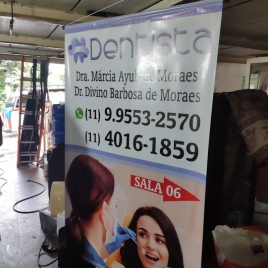 Dentista
Dra. Márcia Ayub de Moraes
Dr. Divino Barbosa de Moraes
(11) 9.9553-2570
(11) 4016-1859
SALA 06